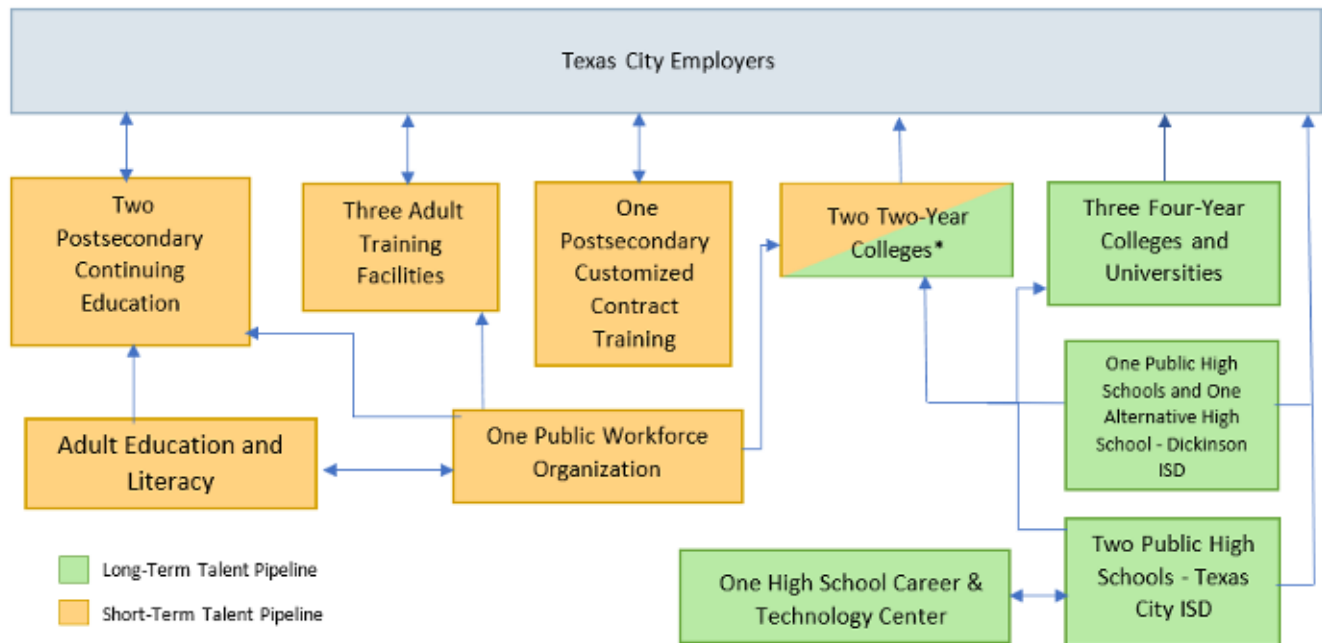 Texas City Employers
Two
Postsecondary
Continuing
Education
Three Adult
Training
Facilities
One
Postsecondary
Customized
Contract
Training
Two Two-Year
Colleges*
Three Four-Year
Colleges and
Universities
One Public High
Schools and One
Alternative High
School - Dickinson
ISD
Adult Education and
Literacy
One Public Workforce
Organization
Two Public High
Schools - Texas
City ISD
One High School Career &
Technology Center
Long-Term Talent Pipeline
Short-Term Talent Pipeline